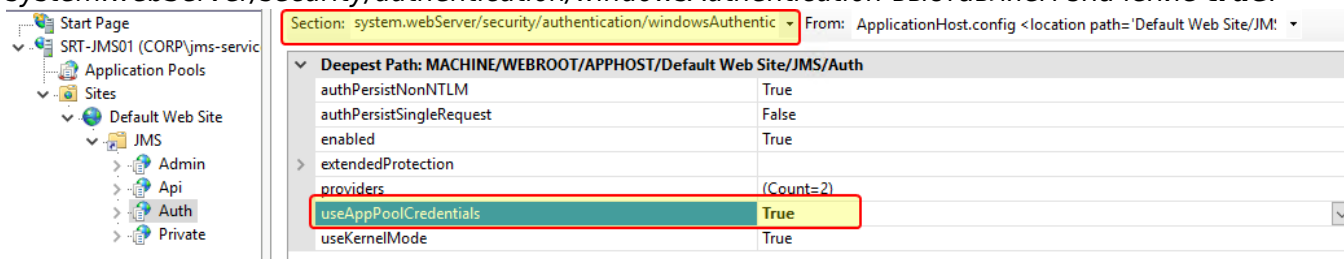 Start Page
SRT-JMS01 (CORP\jms-servic
Application Pools
Sites
Default Web Site
JMS
Admin
Api
Auth
Private
Section: system.webServer/security/authentication/windowsAuthentic
From: ApplicationHost.config <location path='Default Web Site/JM!
Deepest Path: MACHINE/WEBROOT/APPHOST/Default Web Site/JMS/Auth
authPersistNonNTLM True
authPersistSingleRequest False
enabled True
extendedProtection
providers (Count=2)
useAppPoolCredentials True
useKernelMode True